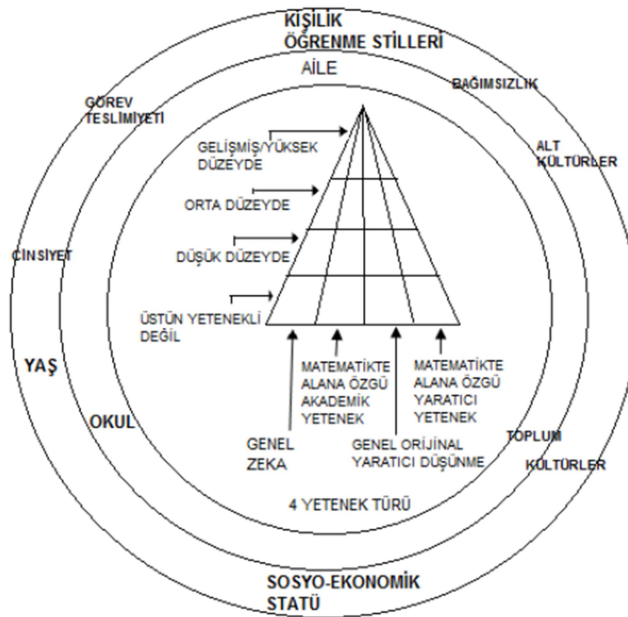 KİŞİLİK
ÖĞRENME STİLLERİ
AİLE
BAĞIMSIZLIK
GÖREV
TESLİMİYETİ
ALT
KÜLTÜRLER
GELİŞMİŞ/YÜKSEK
DÜZEYDE
ORTA DÜZEYDE
CİNSİYET
DÜŞÜK DÜZEYDE
ÜSTÜN YETENEKLİ
DEĞİL
YAŞ
MATEMATİKTE
ALANA ÖZGÜ
AKADEMİK
YETENEK
MATEMATİKTE
ALANA ÖZGÜ
YARATICI
YETENEK
OKUL
GENEL
ZEKA
GENEL ORİJİNAL
YARATICI DÜŞÜNME
TOPLUM
KÜLTÜRLER
4 YETENEK TÜRÜ
SOSYO-EKONOMİK
STATÜ